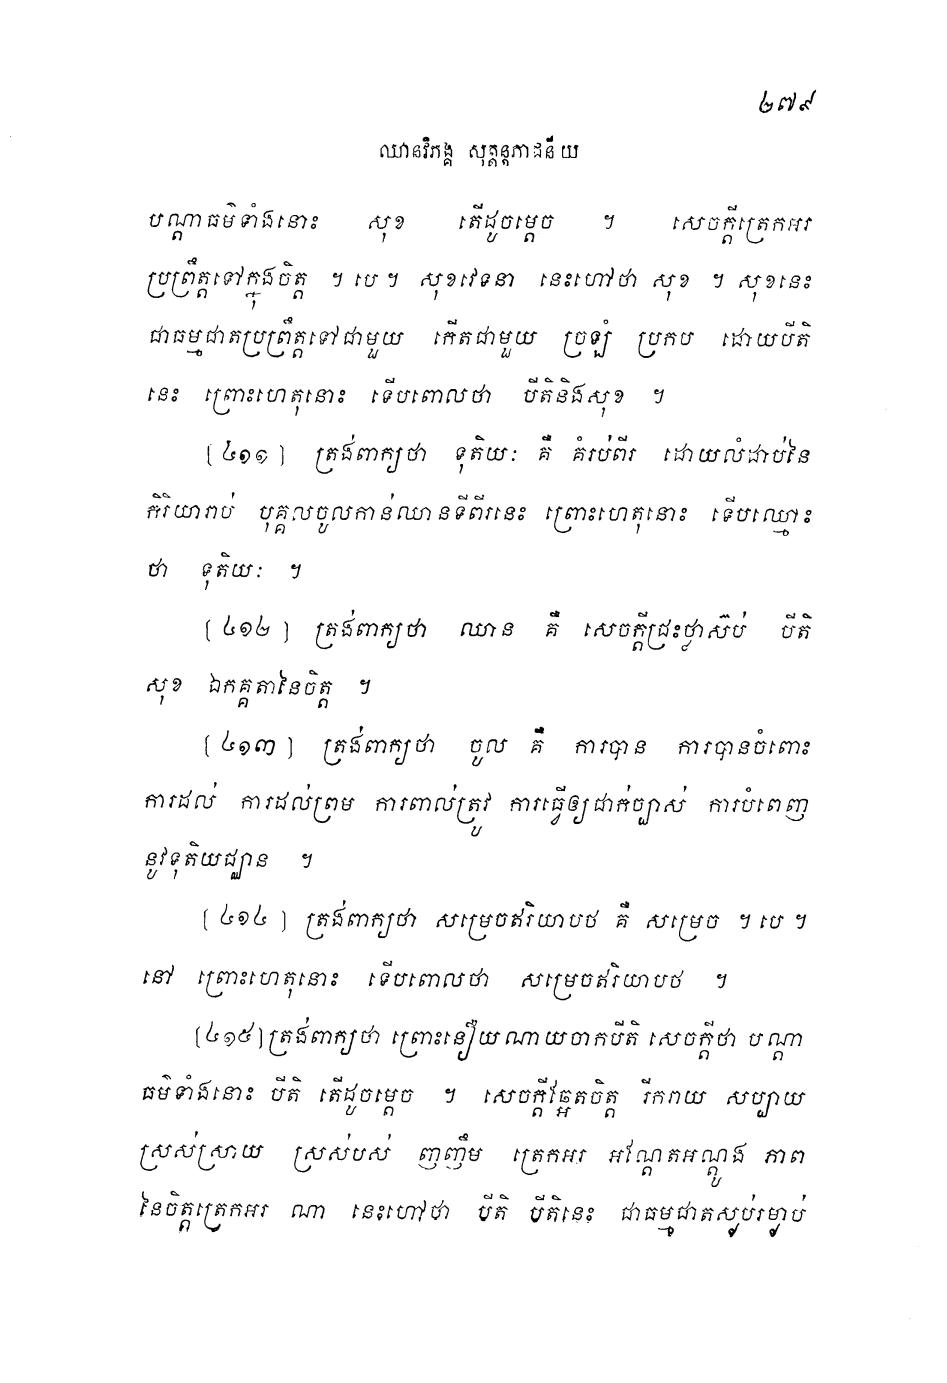 ២៧៩
ឈានវិភង្គ សុត្តន្តភាជនីយ
បណ្តាធម៌ទាំងនោះ សុខ តើដូចម្តេច ។ សេចក្តីត្រេកអរ
ប្រព្រឹត្តទៅក្នុងចិត្ត ។ បេ ។ សុខវេទនា នេះហៅថា សុខ ។ សុខនេះ
ជាធម្មជាតប្រព្រឹត្តទៅជាមួយ កើតជាមួយ ច្រឡំ ប្រកប ដោយបីតិ
នេះ ព្រោះហេតុនោះ ទើបពោលថា បីតិនិងសុខ ។
[៤១១] ត្រង់ពាក្យថា ទុតិយៈ គឺ គំរប់ពីរ ដោយលំដាប់នៃ
កិរិយារាប់ បុគ្គលចូលកាន់ឈានទីពីរនេះ ព្រោះហេតុនោះ ទើបឈ្មោះ
ថា ទុតិយៈ ។
[៤១២] ត្រង់ពាក្យថា ឈាន គឺ សេចក្តីជ្រះថ្លាស៊ប់ បីតិ
សុខ ឯកគ្គតានៃចិត្ត ។
[៤១៣] ត្រង់ពាក្យថា ចូល គឺ ការបាន ការបានចំពោះ
ការដល់ ការដល់ព្រម ការពាល់ត្រូវ ការធ្វើឲ្យជាក់ច្បាស់ ការបំពេញ
នូវទុតិយជ្ឈាន ។
[៤១៤] ត្រង់ពាក្យថា សម្រេចឥរិយាបថ គឺ សម្រេច ។ បេ ។
នៅ ព្រោះហេតុនោះ ទើបពោលថា សម្រេចឥរិយាបថ ។
[៤១៥] ត្រង់ពាក្យថា ព្រោះនឿយណាយចាកបីតិ សេចក្តីថា បណ្តា
ធម៌ទាំងនោះ បីតិ តើដូចម្តេច ។ សេចក្តីឆ្អែតចិត្ត រីករាយ សប្បាយ
ស្រស់ស្រាយ ស្រស់បស់ ញញឹម ត្រេកអរ អណ្តែតអណ្តូង ភាព
នៃចិត្តត្រេកអរ ណា នេះហៅថា បីតិ បីតិនេះ ជាធម្មជាតស្ងប់រម្ងាប់